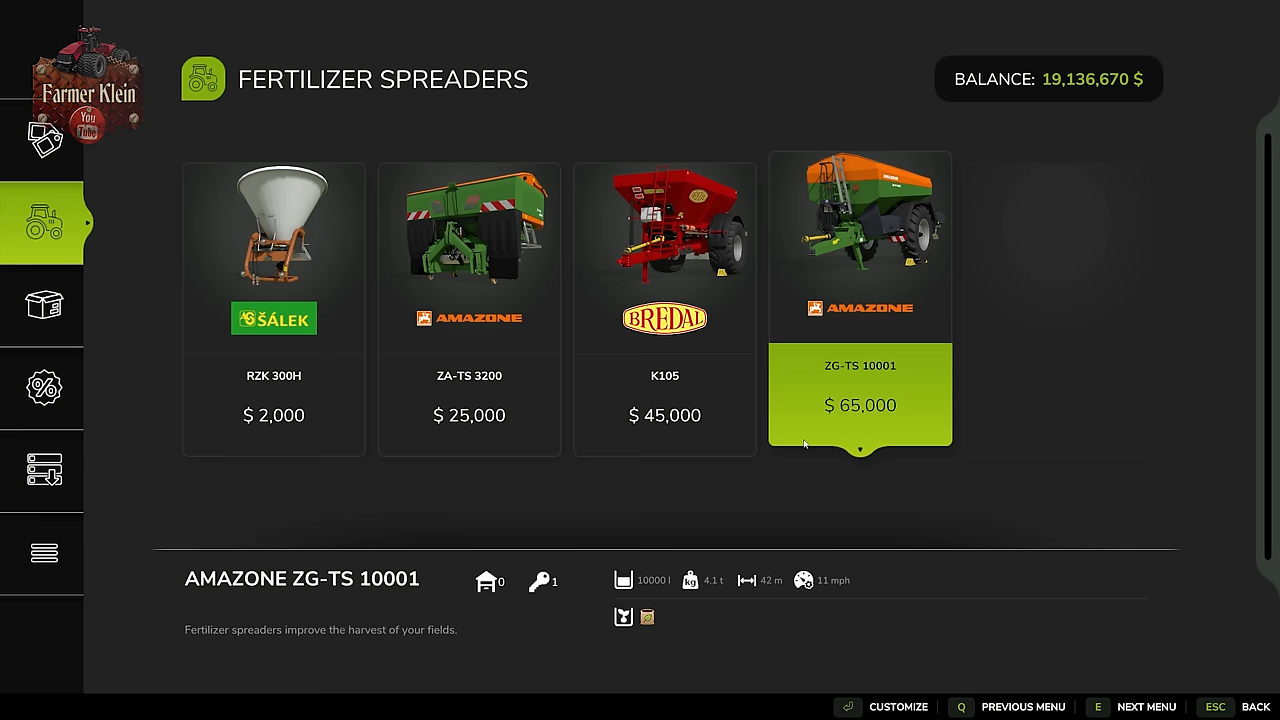 Farmer Klein
You
Tube
FERTILIZER SPREADERS
BALANCE: 19,136,670 $
ŠÁLEK
AMAZONE
BREDAL
AMAZONE
RZK 300H
ZA-TS 3200
K105
ZG-TS 10001
$ 2,000
$ 25,000
$ 45,000
$ 65,000
AMAZONE ZG-TS 10001
0
1
10000 l
kg
4.1 t
42 m
11 mph
Fertilizer spreaders improve the harvest of your fields.
CUSTOMIZE
Q PREVIOUS MENU
E NEXT MENU
ESC BACK